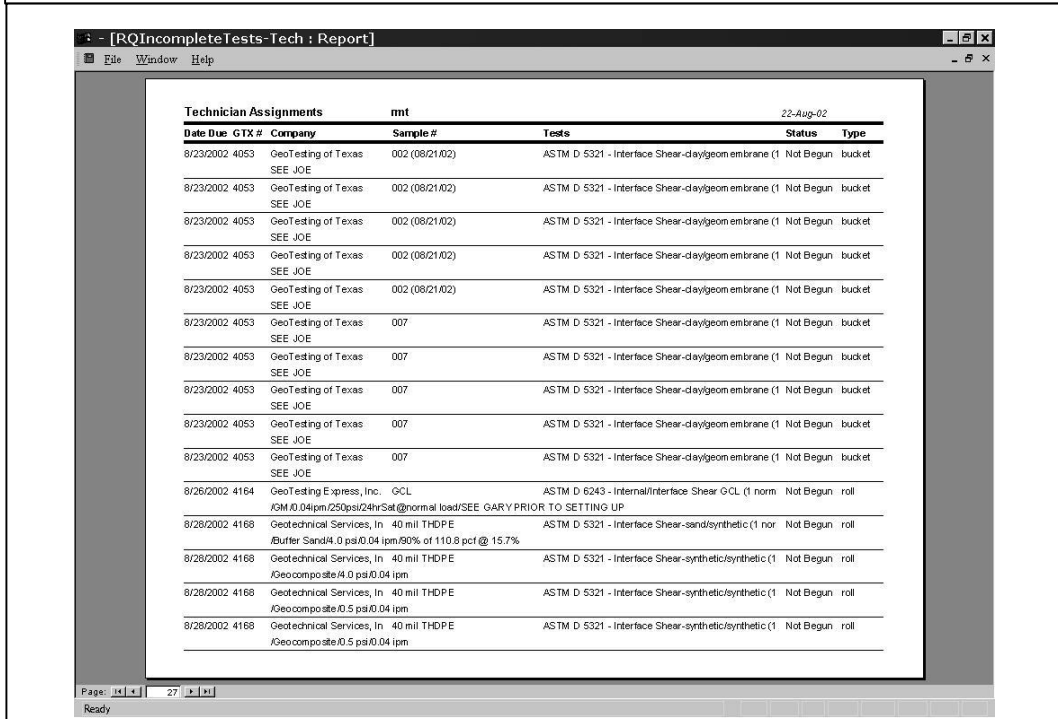 - [RQIncompleteTests-Tech : Report]
File Window Help
Technician Assignments rmt 22-Aug-02
Date Due GTX # Company Sample # Tests Status Type
8/23/2002 4053 GeoTesting of Texas 002 (08/21/02) ASTM D 5321 - Interface Shear-clay/geomembrane (1 Not Begun bucket
SEE JOE
8/23/2002 4053 GeoTesting of Texas 002 (08/21/02) ASTM D 5321 - Interface Shear-clay/geomembrane (1 Not Begun bucket
SEE JOE
8/23/2002 4053 GeoTesting of Texas 002 (08/21/02) ASTM D 5321 - Interface Shear-clay/geomembrane (1 Not Begun bucket
SEE JOE
8/23/2002 4053 GeoTesting of Texas 002 (08/21/02) ASTM D 5321 - Interface Shear-clay/geomembrane (1 Not Begun bucket
SEE JOE
8/23/2002 4053 GeoTesting of Texas 002 (08/21/02) ASTM D 5321 - Interface Shear-clay/geomembrane (1 Not Begun bucket
SEE JOE
8/23/2002 4053 GeoTesting of Texas 007 ASTM D 5321 - Interface Shear-clay/geomembrane (1 Not Begun bucket
SEE JOE
8/23/2002 4053 GeoTesting of Texas 007 ASTM D 5321 - Interface Shear-clay/geomembrane (1 Not Begun bucket
SEE JOE
8/23/2002 4053 GeoTesting of Texas 007 ASTM D 5321 - Interface Shear-clay/geomembrane (1 Not Begun bucket
SEE JOE
8/23/2002 4053 GeoTesting of Texas 007 ASTM D 5321 - Interface Shear-clay/geomembrane (1 Not Begun bucket
SEE JOE
8/23/2002 4053 GeoTesting of Texas 007 ASTM D 5321 - Interface Shear-clay/geomembrane (1 Not Begun bucket
SEE JOE
8/26/2002 4164 GeoTesting Express, Inc. GCL ASTM D 6243 - Internal/Interface Shear GCL (1 norm Not Begun roll
/GM/0.04ipm/250psi/24hrSat@normal load/SEE GARY PRIOR TO SETTING UP
8/28/2002 4168 Geotechnical Services, In 40 mil THDPE ASTM D 5321 - Interface Shear-sand/synthetic (1 nor Not Begun roll
/Buffer Sand/4.0 psi/0.04 ipm/90% of 110.8 pcf @ 15.7%
8/28/2002 4168 Geotechnical Services, In 40 mil THDPE ASTM D 5321 - Interface Shear-synthetic/synthetic (1 Not Begun roll
/Geocomposite/4.0 psi/0.04 ipm
8/28/2002 4168 Geotechnical Services, In 40 mil THDPE ASTM D 5321 - Interface Shear-synthetic/synthetic (1 Not Begun roll
/Geocomposite/0.5 psi/0.04 ipm
8/28/2002 4168 Geotechnical Services, In 40 mil THDPE ASTM D 5321 - Interface Shear-synthetic/synthetic (1 Not Begun roll
/Geocomposite/0.5 psi/0.04 ipm
Page: 27
Ready